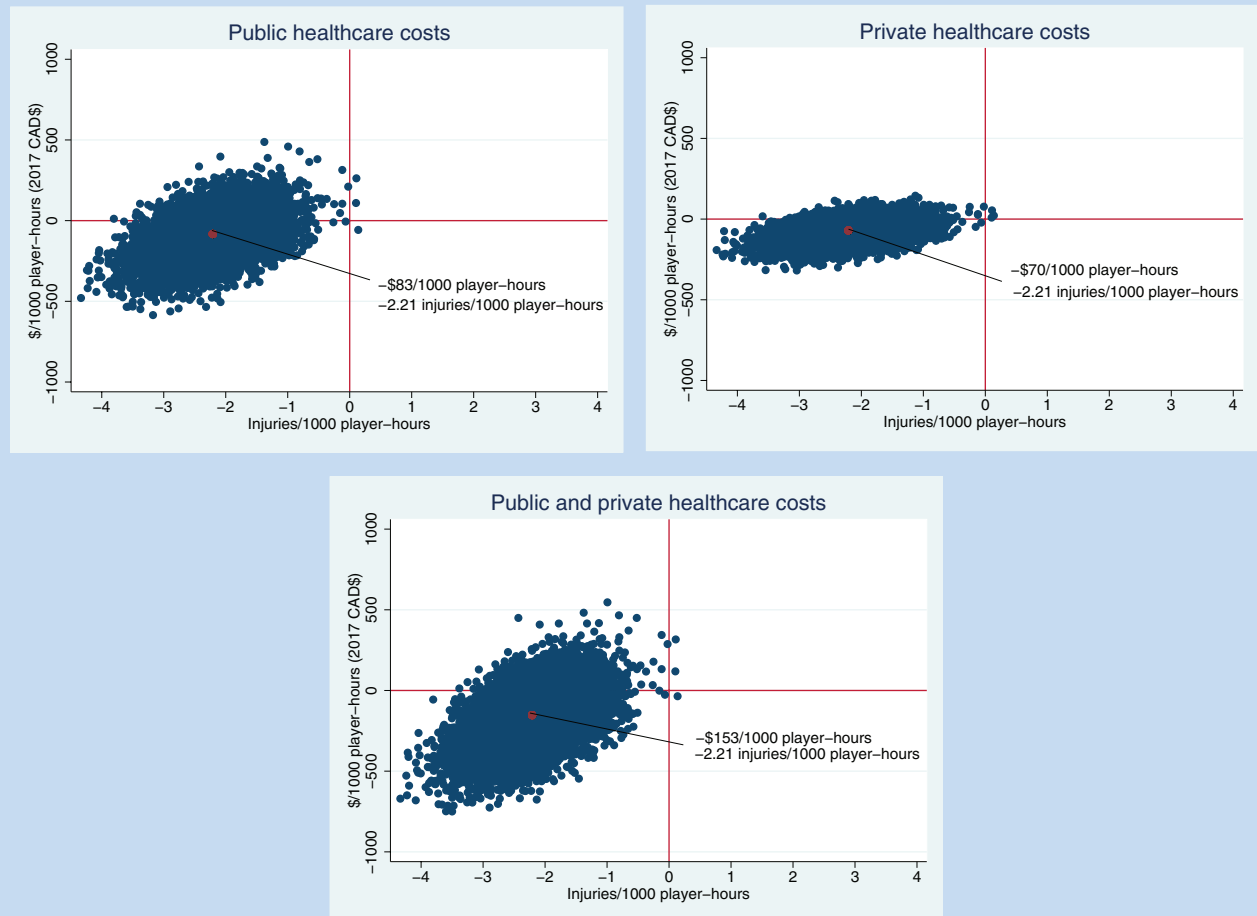 Public healthcare costs
$/1000 player–hours (2017 CAD$)
1000
500
0
−500
−1000
−$83/1000 player–hours
−2.21 injuries/1000 player–hours
−4 −3 −2 −1 0 1 2 3 4
Injuries/1000 player–hours
Private healthcare costs
$/1000 player–hours (2017 CAD$)
1000
500
0
−500
−1000
−$70/1000 player–hours
−2.21 injuries/1000 player–hours
−4 −3 −2 −1 0 1 2 3 4
Injuries/1000 player–hours
Public and private healthcare costs
$/1000 player–hours (2017 CAD$)
1000
500
0
−500
−1000
−$153/1000 player–hours
−2.21 injuries/1000 player–hours
−4 −3 −2 −1 0 1 2 3 4
Injuries/1000 player–hours